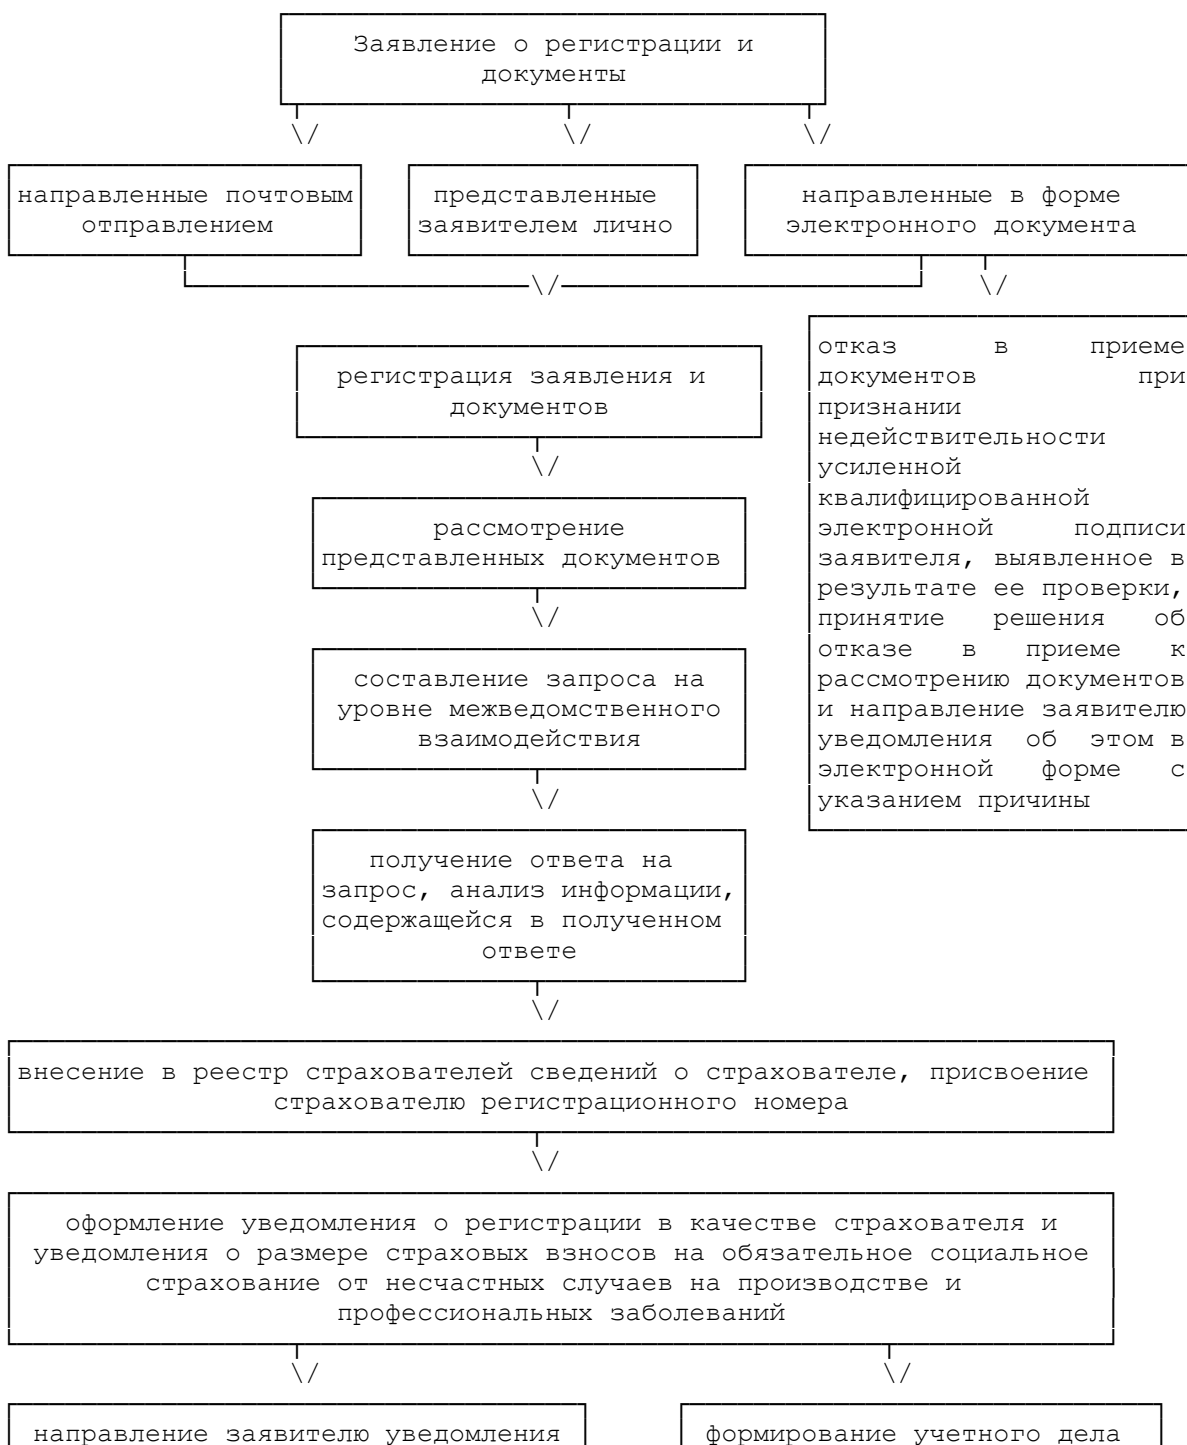 Заявление о регистрации и
документы
направленные почтовым
отправлением
представленные
заявителем лично
направленные в форме
электронного документа
регистрация заявления и
документов
рассмотрение
представленных документов
составление запроса на
уровне межведомственного
взаимодействия
получение ответа на
запрос, анализ информации,
содержащейся в полученном
ответе
отказ в приеме
документов при
признании
недействительности
усиленной
квалифицированной
электронной подписи
заявителя, выявленное в
результате ее проверки,
принятие решения об
отказе в приеме к
рассмотрению документов
и направление заявителю
уведомления об этом в
электронной форме с
указанием причины
внесение в реестр страхователей сведений о страхователе, присвоение
страхователю регистрационного номера
оформление уведомления о регистрации в качестве страхователя и
уведомления о размере страховых взносов на обязательное социальное
страхование от несчастных случаев на производстве и
профессиональных заболеваний
направление заявителю уведомления
формирование учетного дела